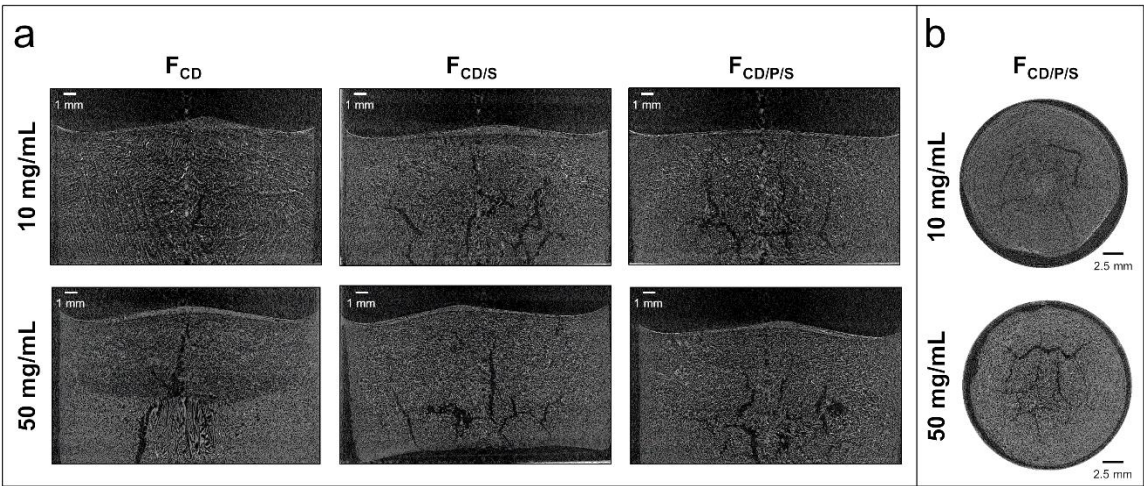 a
F_CD
F_CD/S
F_CD/P/S
10 mg/mL
1 mm
1 mm
1 mm
50 mg/mL
1 mm
1 mm
1 mm
b
F_CD/P/S
10 mg/mL
2.5 mm
50 mg/mL
2.5 mm